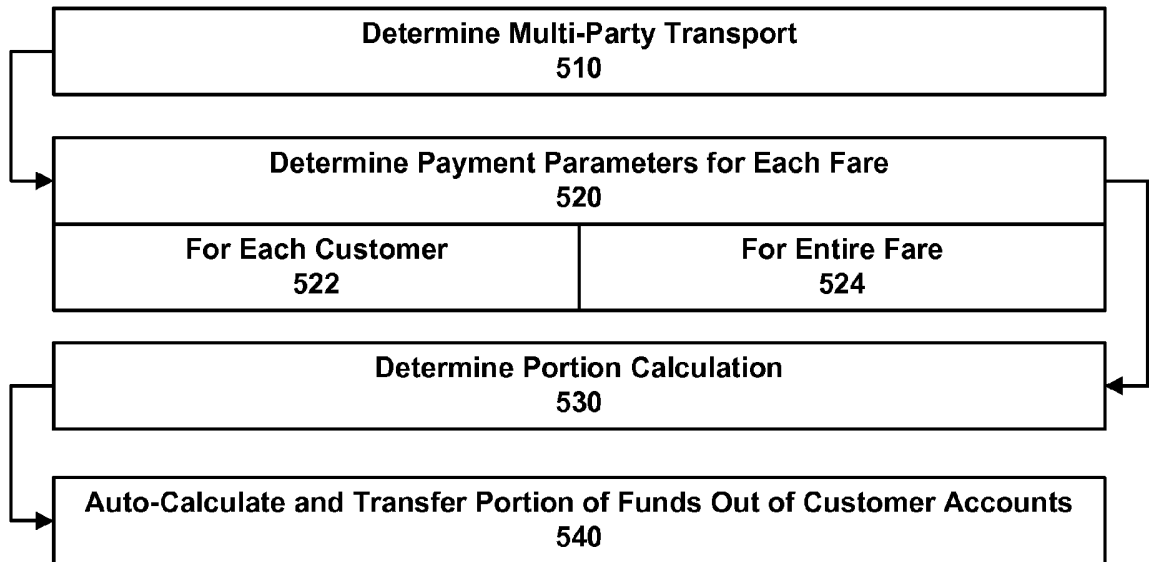 Determine Multi-Party Transport
510
Determine Payment Parameters for Each Fare
520
For Each Customer
522
For Entire Fare
524
Determine Portion Calculation
530
Auto-Calculate and Transfer Portion of Funds Out of Customer Accounts
540